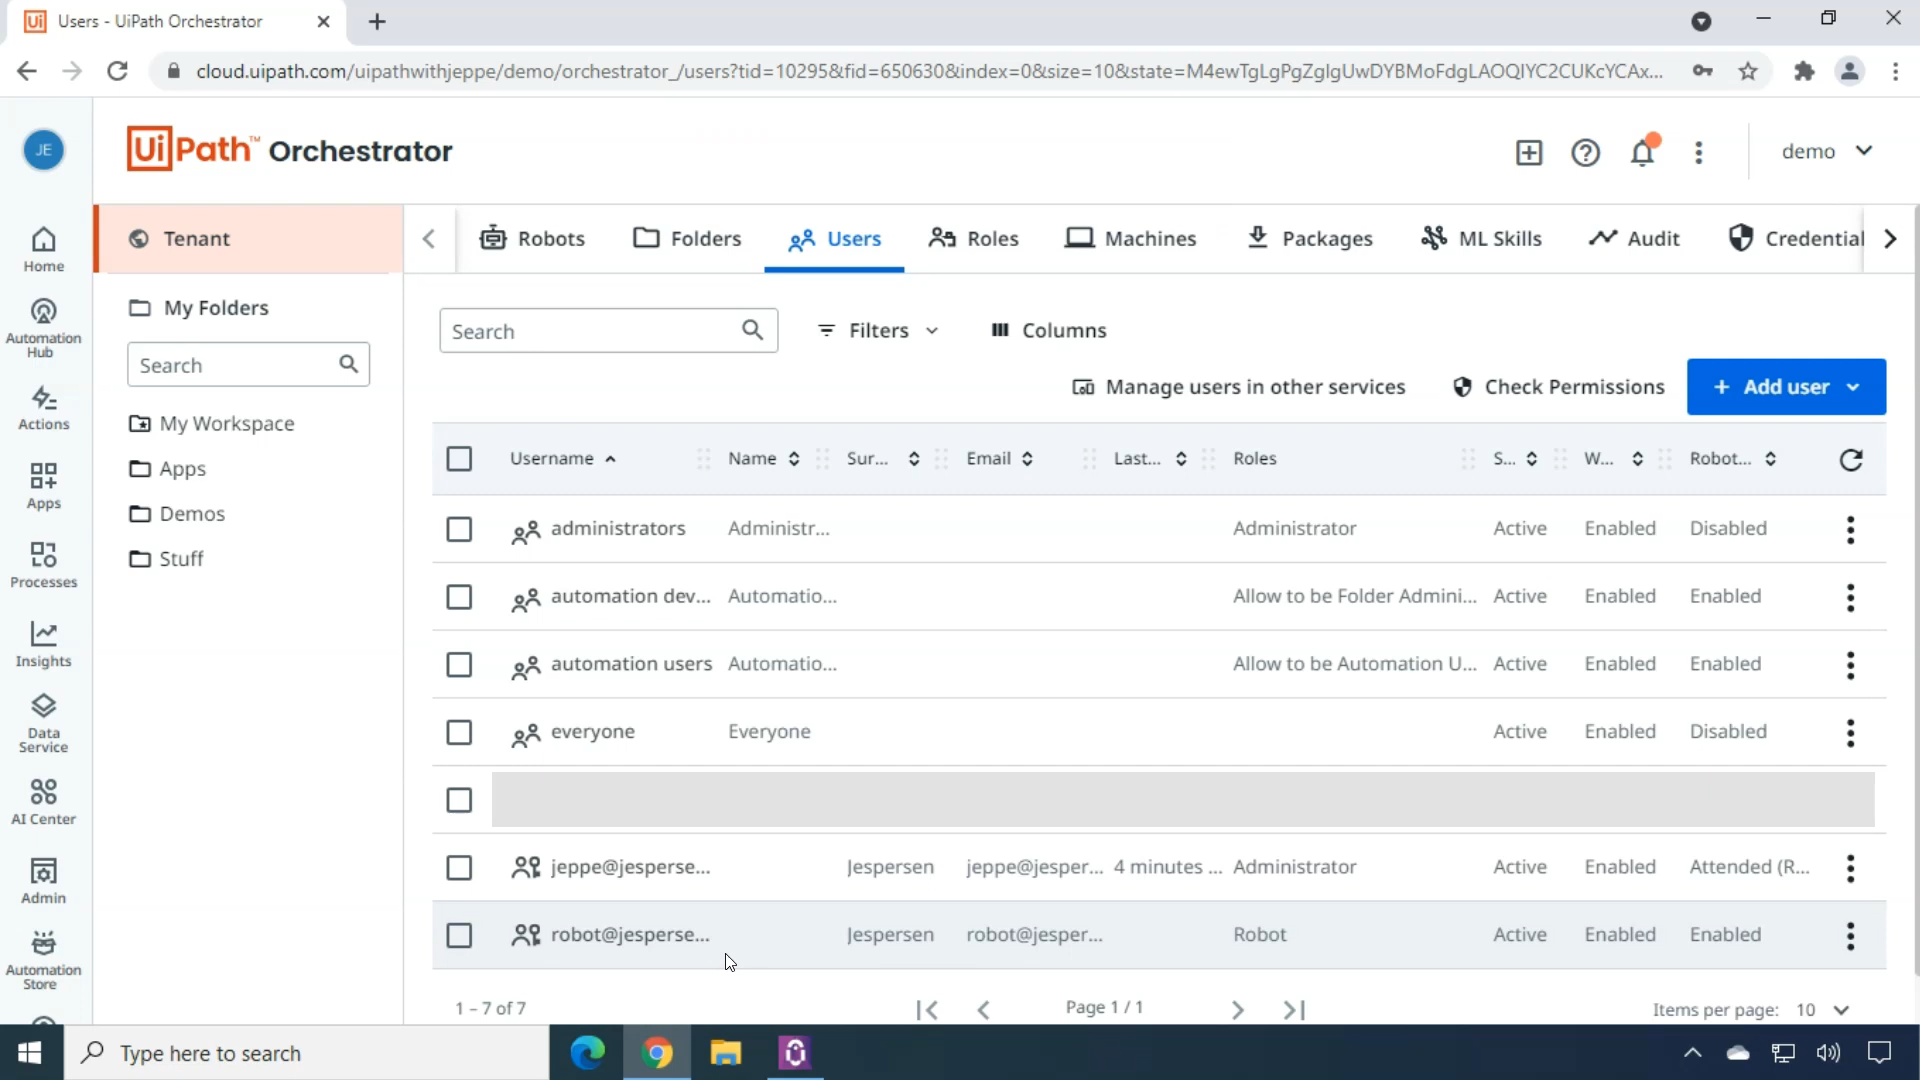 Users - UiPath Orchestrator
cloud.uipath.com/uipathwithjeppe/demo/orchestrator_/users?tid=10295&fid=650630&index=0&size=10&state=M4ewTgLgPgZglgUwDYBMoFdgLAOQIYC2CUKcYCAx...
JE
UiPath™ Orchestrator
demo
Home
Automation
Hub
Actions
Apps
Processes
Insights
Data
Service
AI Center
Admin
Automation
Store
Tenant
My Folders
Search
My Workspace
Apps
Demos
Stuff
Robots Folders Users Roles Machines Packages ML Skills Audit Credential
Search Filters Columns
Manage users in other services Check Permissions + Add user
Username Name Sur... Email Last... Roles S... W... Robot...
administrators Administr... Administrator Active Enabled Disabled
automation dev... Automatio... Allow to be Folder Admini... Active Enabled Enabled
automation users Automatio... Allow to be Automation U... Active Enabled Enabled
everyone Everyone Active Enabled Disabled
jeppe@jesperse... Jespersen jeppe@jesper... 4 minutes ... Administrator Active Enabled Attended (R...
robot@jesperse... Jespersen robot@jesper... Robot Active Enabled Enabled
1 - 7 of 7 Page 1 / 1 Items per page: 10
Type here to search